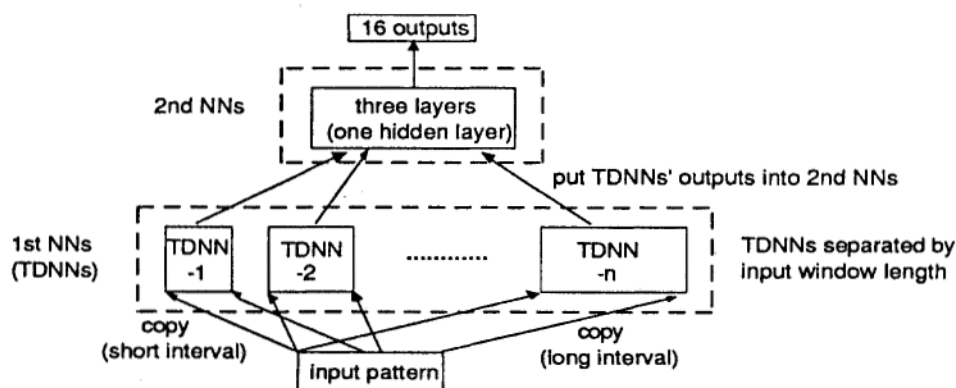 16 outputs
2nd NNs
three layers
(one hidden layer)
put TDNNs' outputs into 2nd NNs
1st NNs
(TDNNs)
TDNN
-1
TDNN
-2
............
TDNN
-n
TDNNs separated by
input window length
copy
(short interval)
copy
(long interval)
input pattern